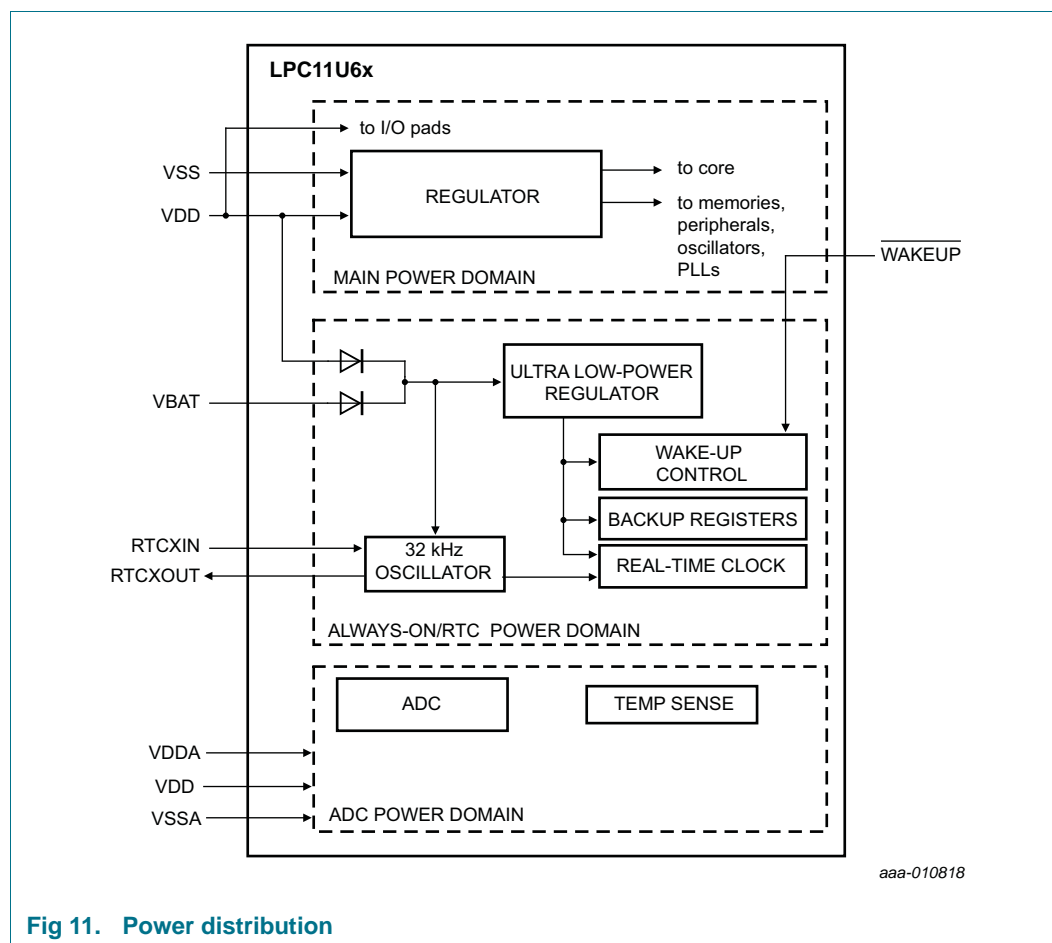 LPC11U6x
to I/O pads
VSS
VDD
REGULATOR
to core
to memories,
peripherals,
oscillators,
PLLs
WAKEUP
MAIN POWER DOMAIN
VBAT
ULTRA LOW-POWER
REGULATOR
WAKE-UP
CONTROL
BACKUP REGISTERS
REAL-TIME CLOCK
RTCXIN
RTCXOUT
32 kHz
OSCILLATOR
ALWAYS-ON/RTC POWER DOMAIN
ADC
TEMP SENSE
VDDA
VDD
VSSA
ADC POWER DOMAIN
aaa-010818
Fig 11. Power distribution